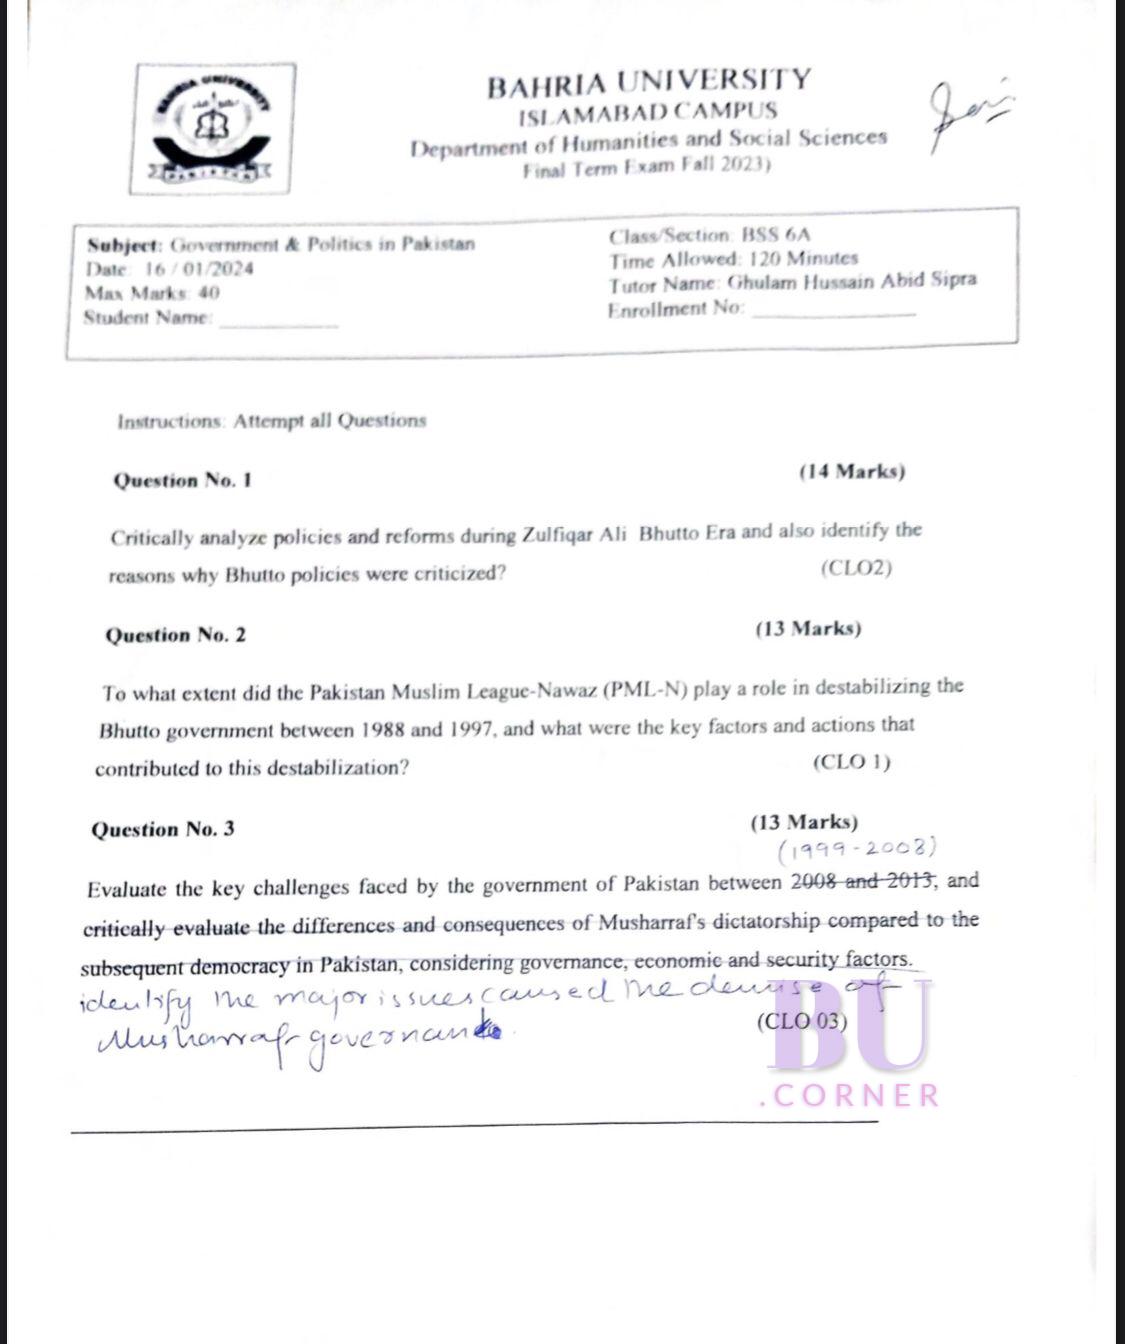 BAHRIA UNIVERSITY
ISLAMABAD CAMPUS
Department of Humanities and Social Sciences
Final Term Exam Fall 2023)
BAHRIA UNIVERSITY
PAKISTAN
Subject: Government & Politics in Pakistan
Date: 16 / 01/2024
Max Marks: 40
Student Name: ____________
Class/Section: BSS 6A
Time Allowed: 120 Minutes
Tutor Name: Ghulam Hussain Abid Sipra
Enrollment No: ________________
Instructions: Attempt all Questions
Question No. 1 (14 Marks)
Critically analyze policies and reforms during Zulfiqar Ali Bhutto Era and also identify the
reasons why Bhutto policies were criticized? (CLO2)
Question No. 2 (13 Marks)
To what extent did the Pakistan Muslim League-Nawaz (PML-N) play a role in destabilizing the
Bhutto government between 1988 and 1997, and what were the key factors and actions that
contributed to this destabilization? (CLO 1)
Question No. 3 (13 Marks)
(1999-2008)
Evaluate the key challenges faced by the government of Pakistan between 2008 and 2013, and
critically evaluate the differences and consequences of Musharraf's dictatorship compared to the
subsequent democracy in Pakistan, considering governance, economic and security factors.
identify the major issues caused the demise of
Musharraf
(CLO 03)
BU
.CORNER